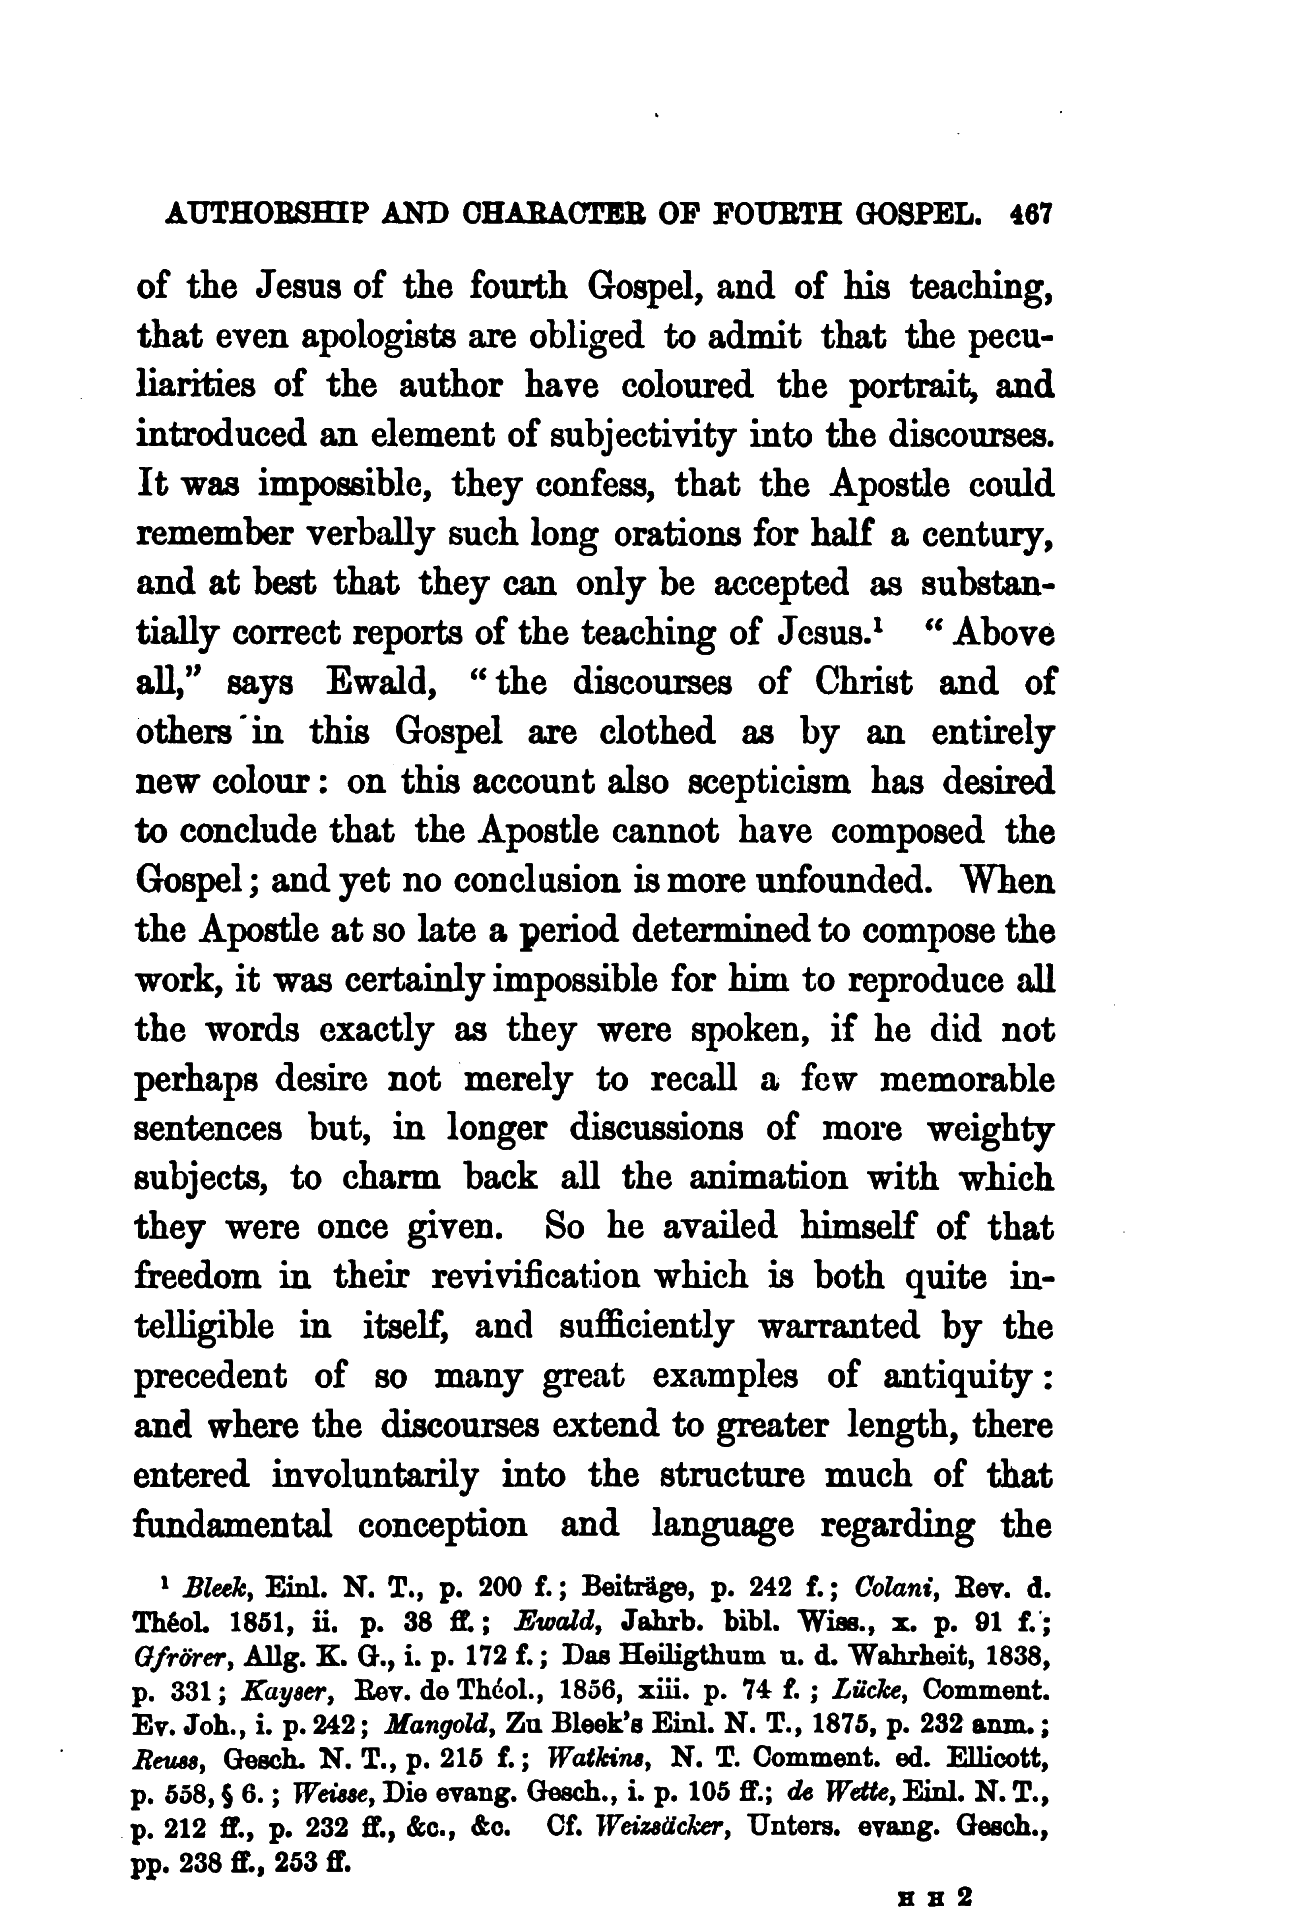 AUTHORSHIP AND CHARACTER OF FOURTH GOSPEL. 467
of the Jesus of the fourth Gospel, and of his teaching,
that even apologists are obliged to admit that the pecu-
liarities of the author have coloured the portrait, and
introduced an element of subjectivity into the discourses.
It was impossible, they confess, that the Apostle could
remember verbally such long orations for half a century,
and at best that they can only be accepted as substan-
tially correct reports of the teaching of Jesus.¹ “Above
all,” says Ewald, “the discourses of Christ and of
others in this Gospel are clothed as by an entirely
new colour: on this account also scepticism has desired
to conclude that the Apostle cannot have composed the
Gospel; and yet no conclusion is more unfounded. When
the Apostle at so late a period determined to compose the
work, it was certainly impossible for him to reproduce all
the words exactly as they were spoken, if he did not
perhaps desire not merely to recall a few memorable
sentences but, in longer discussions of more weighty
subjects, to charm back all the animation with which
they were once given. So he availed himself of that
freedom in their revivification which is both quite in-
telligible in itself, and sufficiently warranted by the
precedent of so many great examples of antiquity:
and where the discourses extend to greater length, there
entered involuntarily into the structure much of that
fundamental conception and language regarding the
¹ Bleek, Einl. N. T., p. 200 f.; Beiträge, p. 242 f.; Colani, Rev. d.
Théol. 1851, ii. p. 38 ff.; Ewald, Jahrb. bibl. Wiss., x. p. 91 f.;
Gfrörer, Allg. K. G., i. p. 172 f.; Das Heiligthum u. d. Wahrheit, 1838,
p. 331; Kayser, Rev. de Théol., 1856, xiii. p. 74 f.; Lücke, Comment.
Ev. Joh., i. p. 242; Mangold, Zu Bleek’s Einl. N. T., 1875, p. 232 anm.;
Reuss, Gesch. N. T., p. 215 f.; Watkins, N. T. Comment. ed. Ellicott,
p. 558, § 6.; Weisse, Die evang. Gesch., i. p. 105 ff.; de Wette, Einl. N. T.,
p. 212 ff., p. 232 ff., &c., &c. Cf. Weizsäcker, Unters. evang. Gesch.,
pp. 238 ff., 253 ff.
H H 2